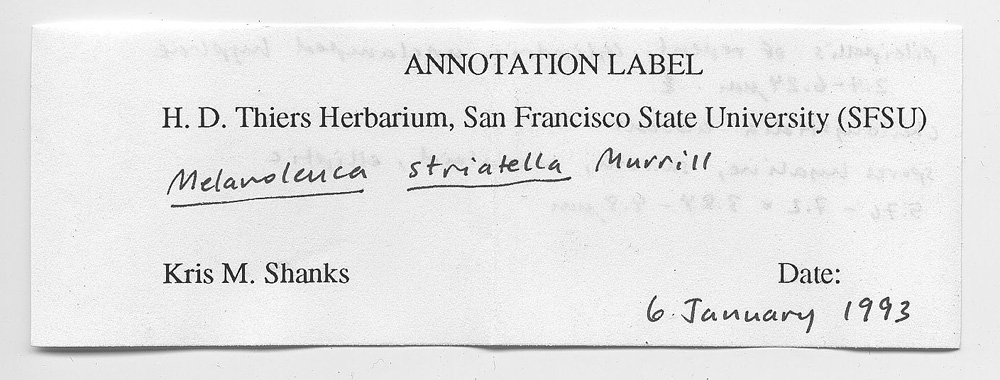 ANNOTATION LABEL
H. D. Thiers Herbarium, San Francisco State University (SFSU)
Melanoleuca striatella Murrill
Kris M. Shanks
Date:
6 January 1993